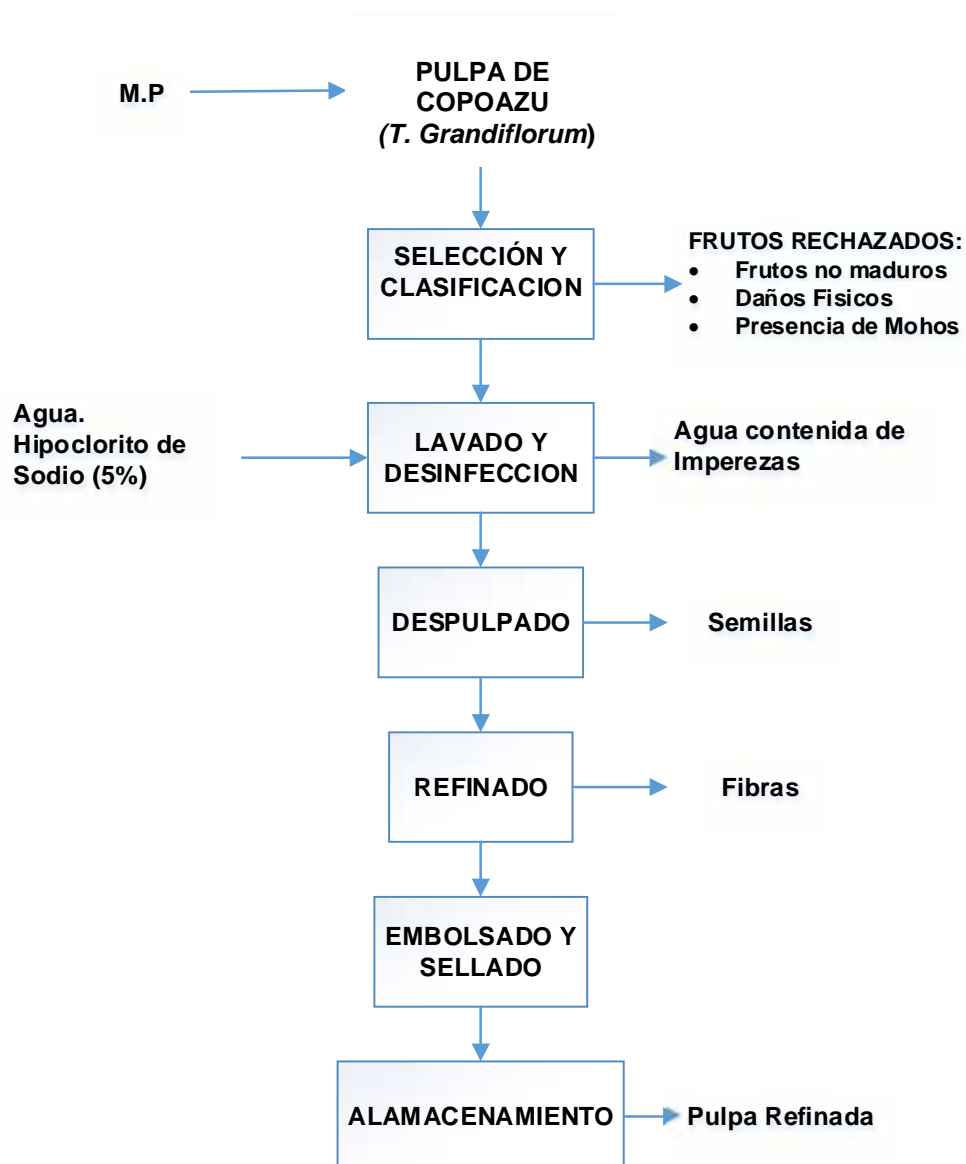 M.P
PULPA DE
COPOAZU
(T. Grandiflorum)
SELECCIÓN Y
CLASIFICACION
FRUTOS RECHAZADOS:
• Frutos no maduros
• Daños Fisicos
• Presencia de Mohos
Agua.
Hipoclorito de
Sodio (5%)
LAVADO Y
DESINFECCION
Agua contenida de
Imperezas
DESPULPADO
Semillas
REFINADO
Fibras
EMBOLSADO Y
SELLADO
ALAMACENAMIENTO
Pulpa Refinada